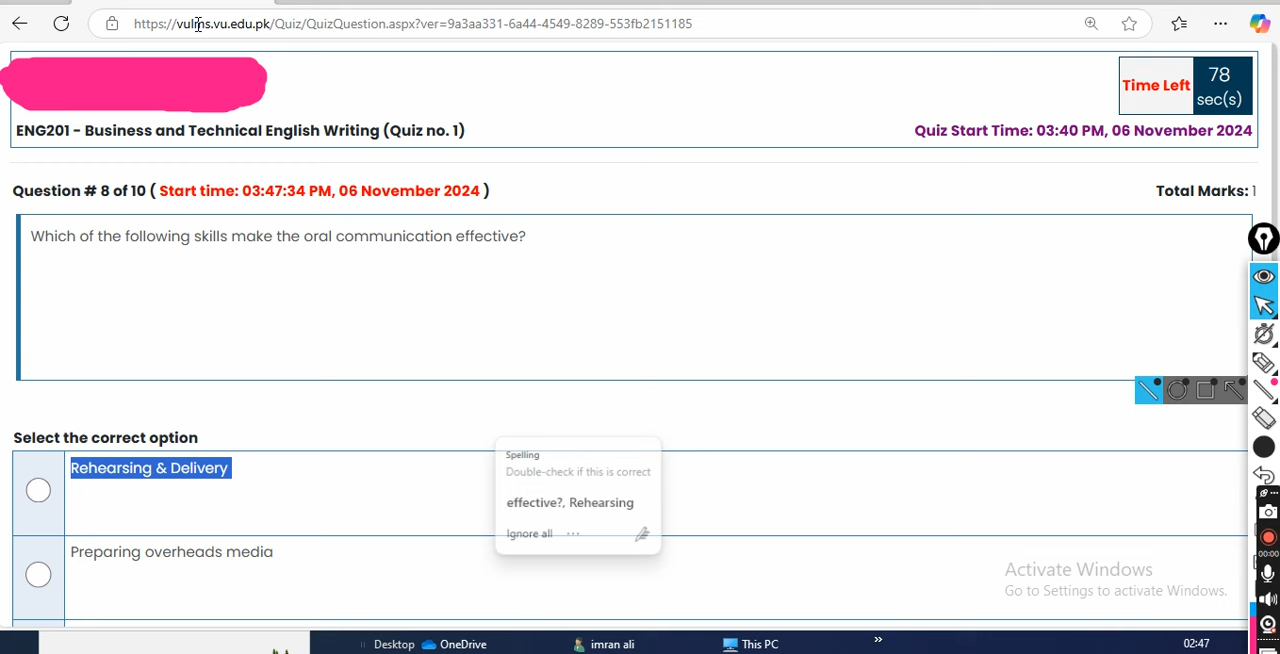 https://vulms.vu.edu.pk/Quiz/QuizQuestion.aspx?ver=9a3aa331-6a44-4549-8289-553fb2151185
Time Left
78
sec(s)
ENG201 - Business and Technical English Writing (Quiz no. 1)
Quiz Start Time: 03:40 PM, 06 November 2024
Question # 8 of 10 ( Start time: 03:47:34 PM, 06 November 2024 )
Total Marks: 1
Which of the following skills make the oral communication effective?
Select the correct option
Rehearsing & Delivery
Spelling
Double-check if this is correct
effective?, Rehearsing
Ignore all ...
Preparing overheads media
Activate Windows
Go to Settings to activate Windows.
00:00
Desktop
OneDrive
imran ali
This PC
02:47